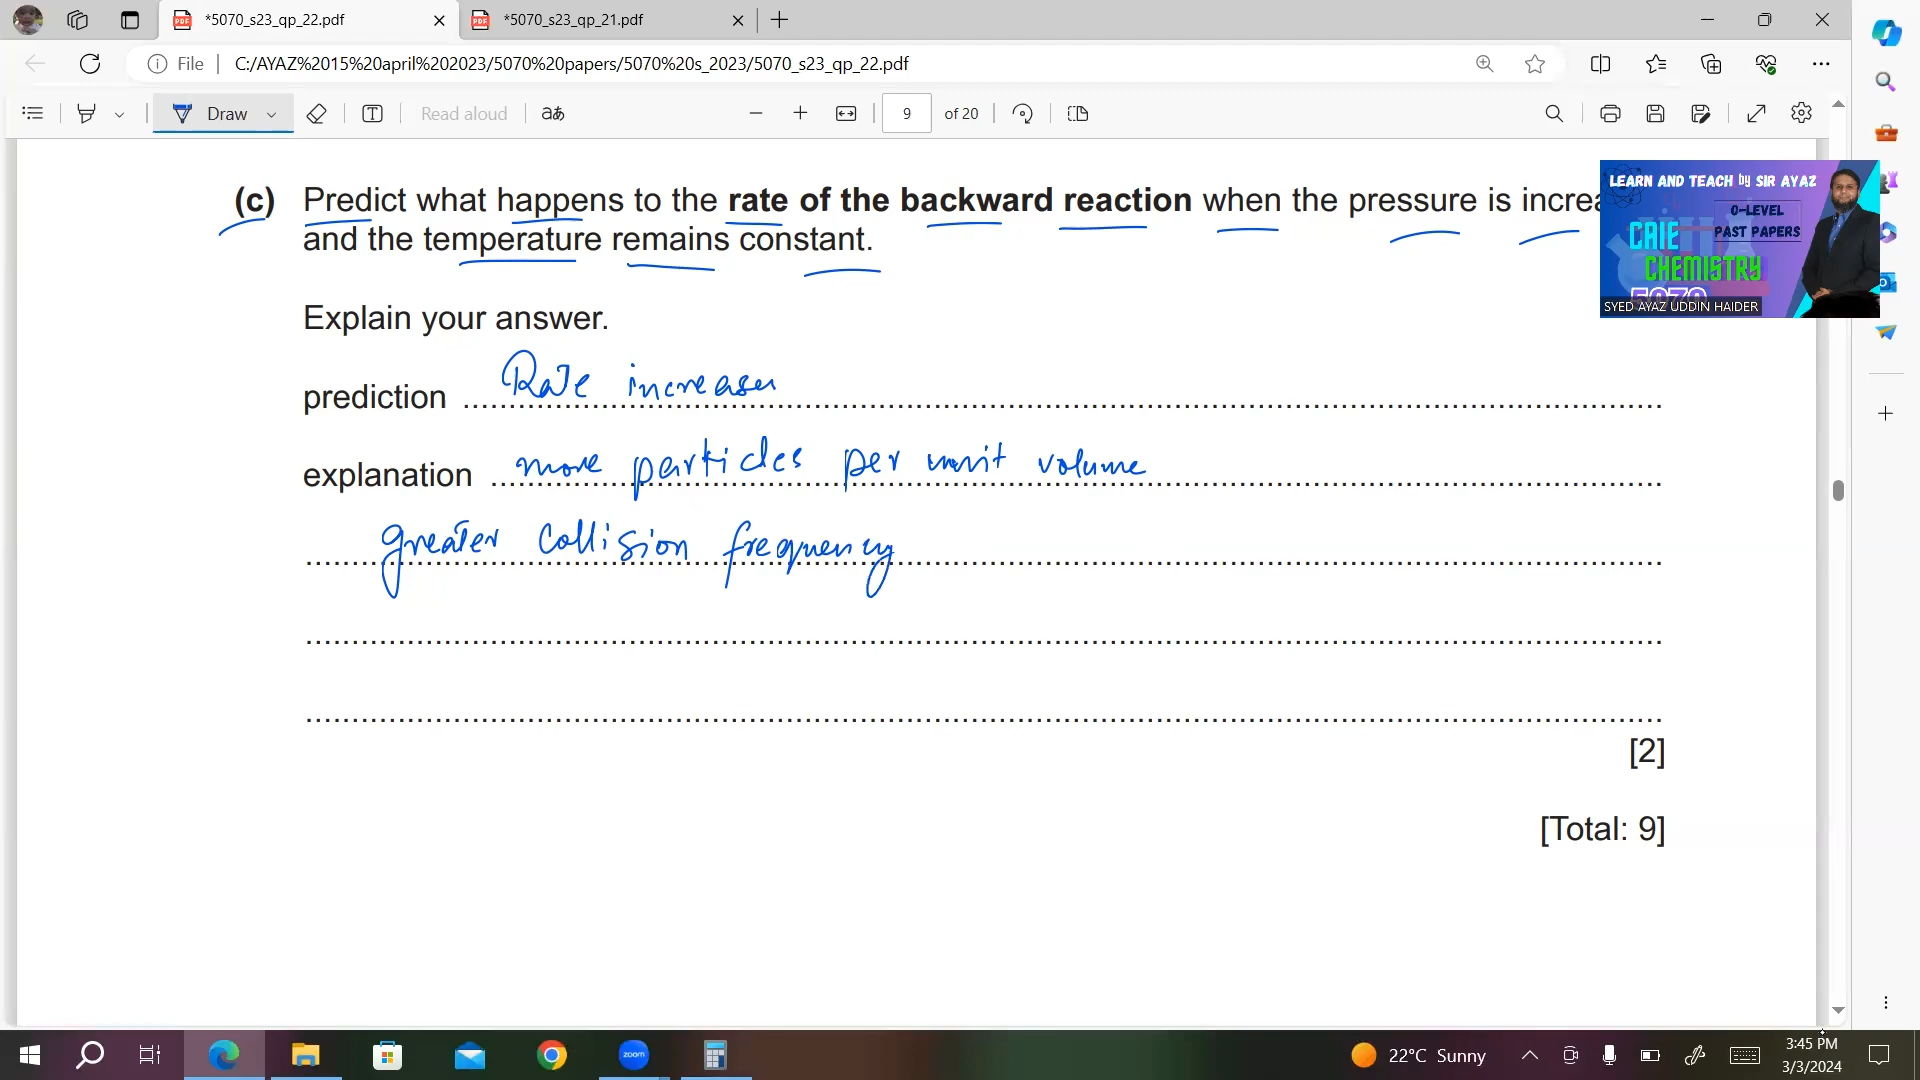 *5070_s23_qp_22.pdf
*5070_s23_qp_21.pdf
File
C:/AYAZ%2015%20april%202023/5070%20papers/5070%20s_2023/5070_s23_qp_22.pdf
Draw
Read aloud
aあ
9
of 20
(c) Predict what happens to the rate of the backward reaction when the pressure is increa
and the temperature remains constant.
LEARN AND TEACH by SIR AYAZ
O-LEVEL
PAST PAPERS
CAIE
CHEMISTRY
5070
SYED AYAZ UDDIN HAIDER
Explain your answer.
prediction Rate increases
explanation more particles per unit volume
greater collision frequency
[2]
[Total: 9]
zoom
22°C Sunny
3:45 PM
3/3/2024